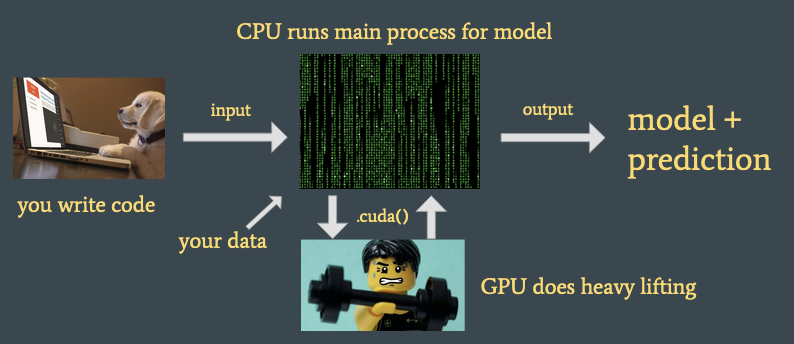 CPU runs main process for model
input
output
model +
prediction
you write code
your data
.cuda()
GPU does heavy lifting